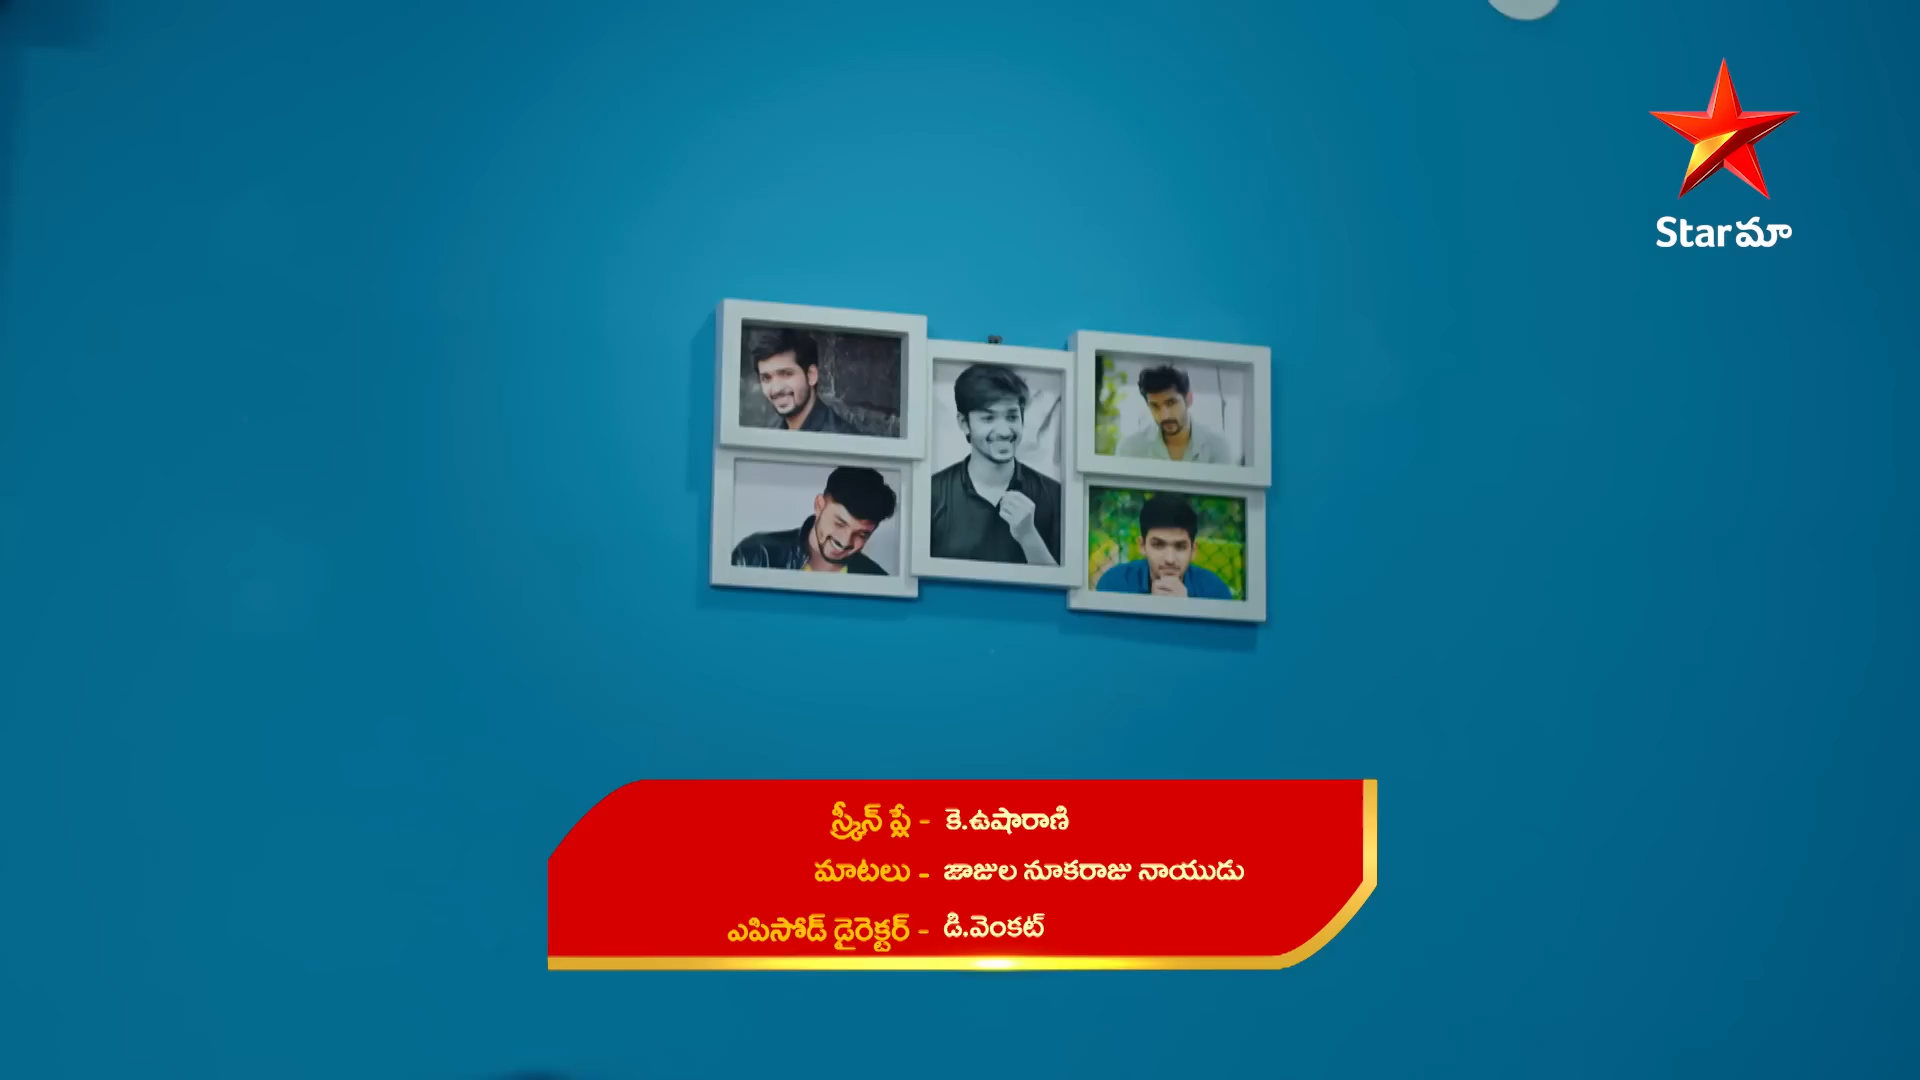 Starమా
స్క్రీన్ ప్లే - కె.ఉషారాణి
మాటలు - జాజుల నూకరాజు నాయుడు
ఎపిసోడ్ డైరెక్టర్ - డి.వెంకట్